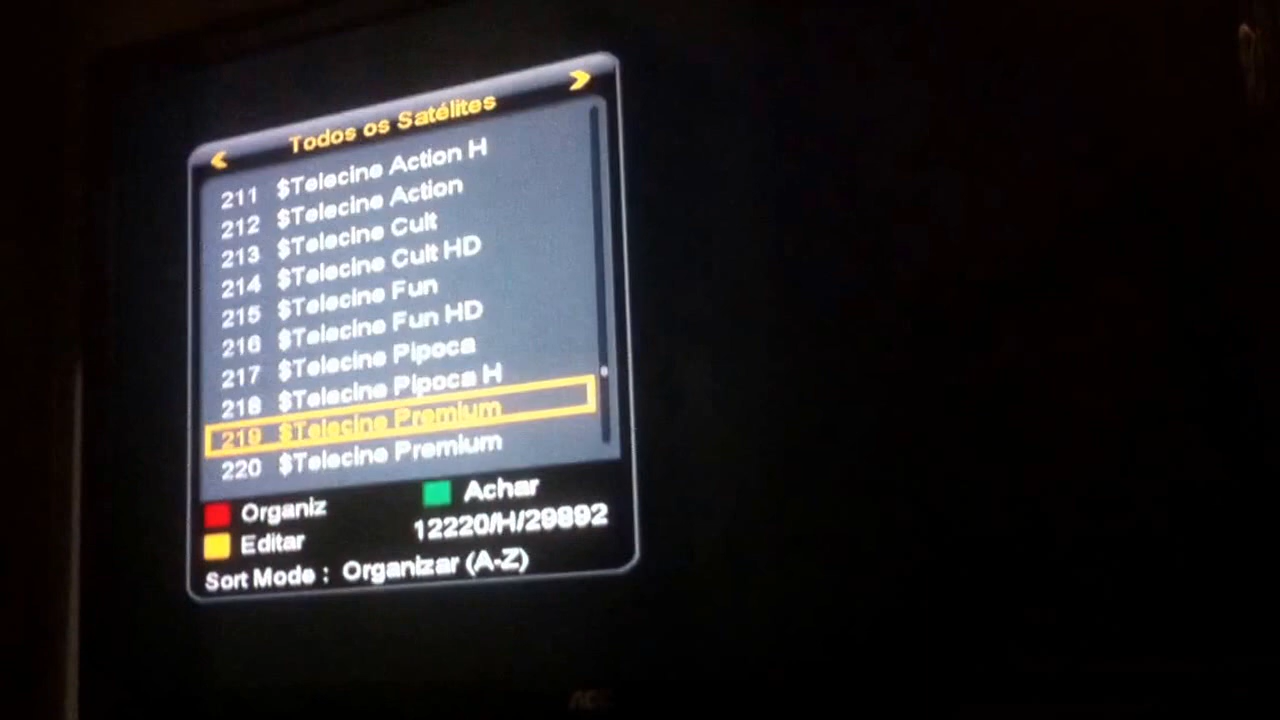 Todos os Satélites
211 $Telecine Action H
212 $Telecine Action
213 $Telecine Cult
214 $Telecine Cult HD
215 $Telecine Fun
216 $Telecine Fun HD
217 $Telecine Pipoca
218 $Telecine Pipoca H
219 $Telecine Premium
220 $Telecine Premium
Organiz
Achar
Editar
12220/H/29892
Sort Mode : Organizar (A-Z)